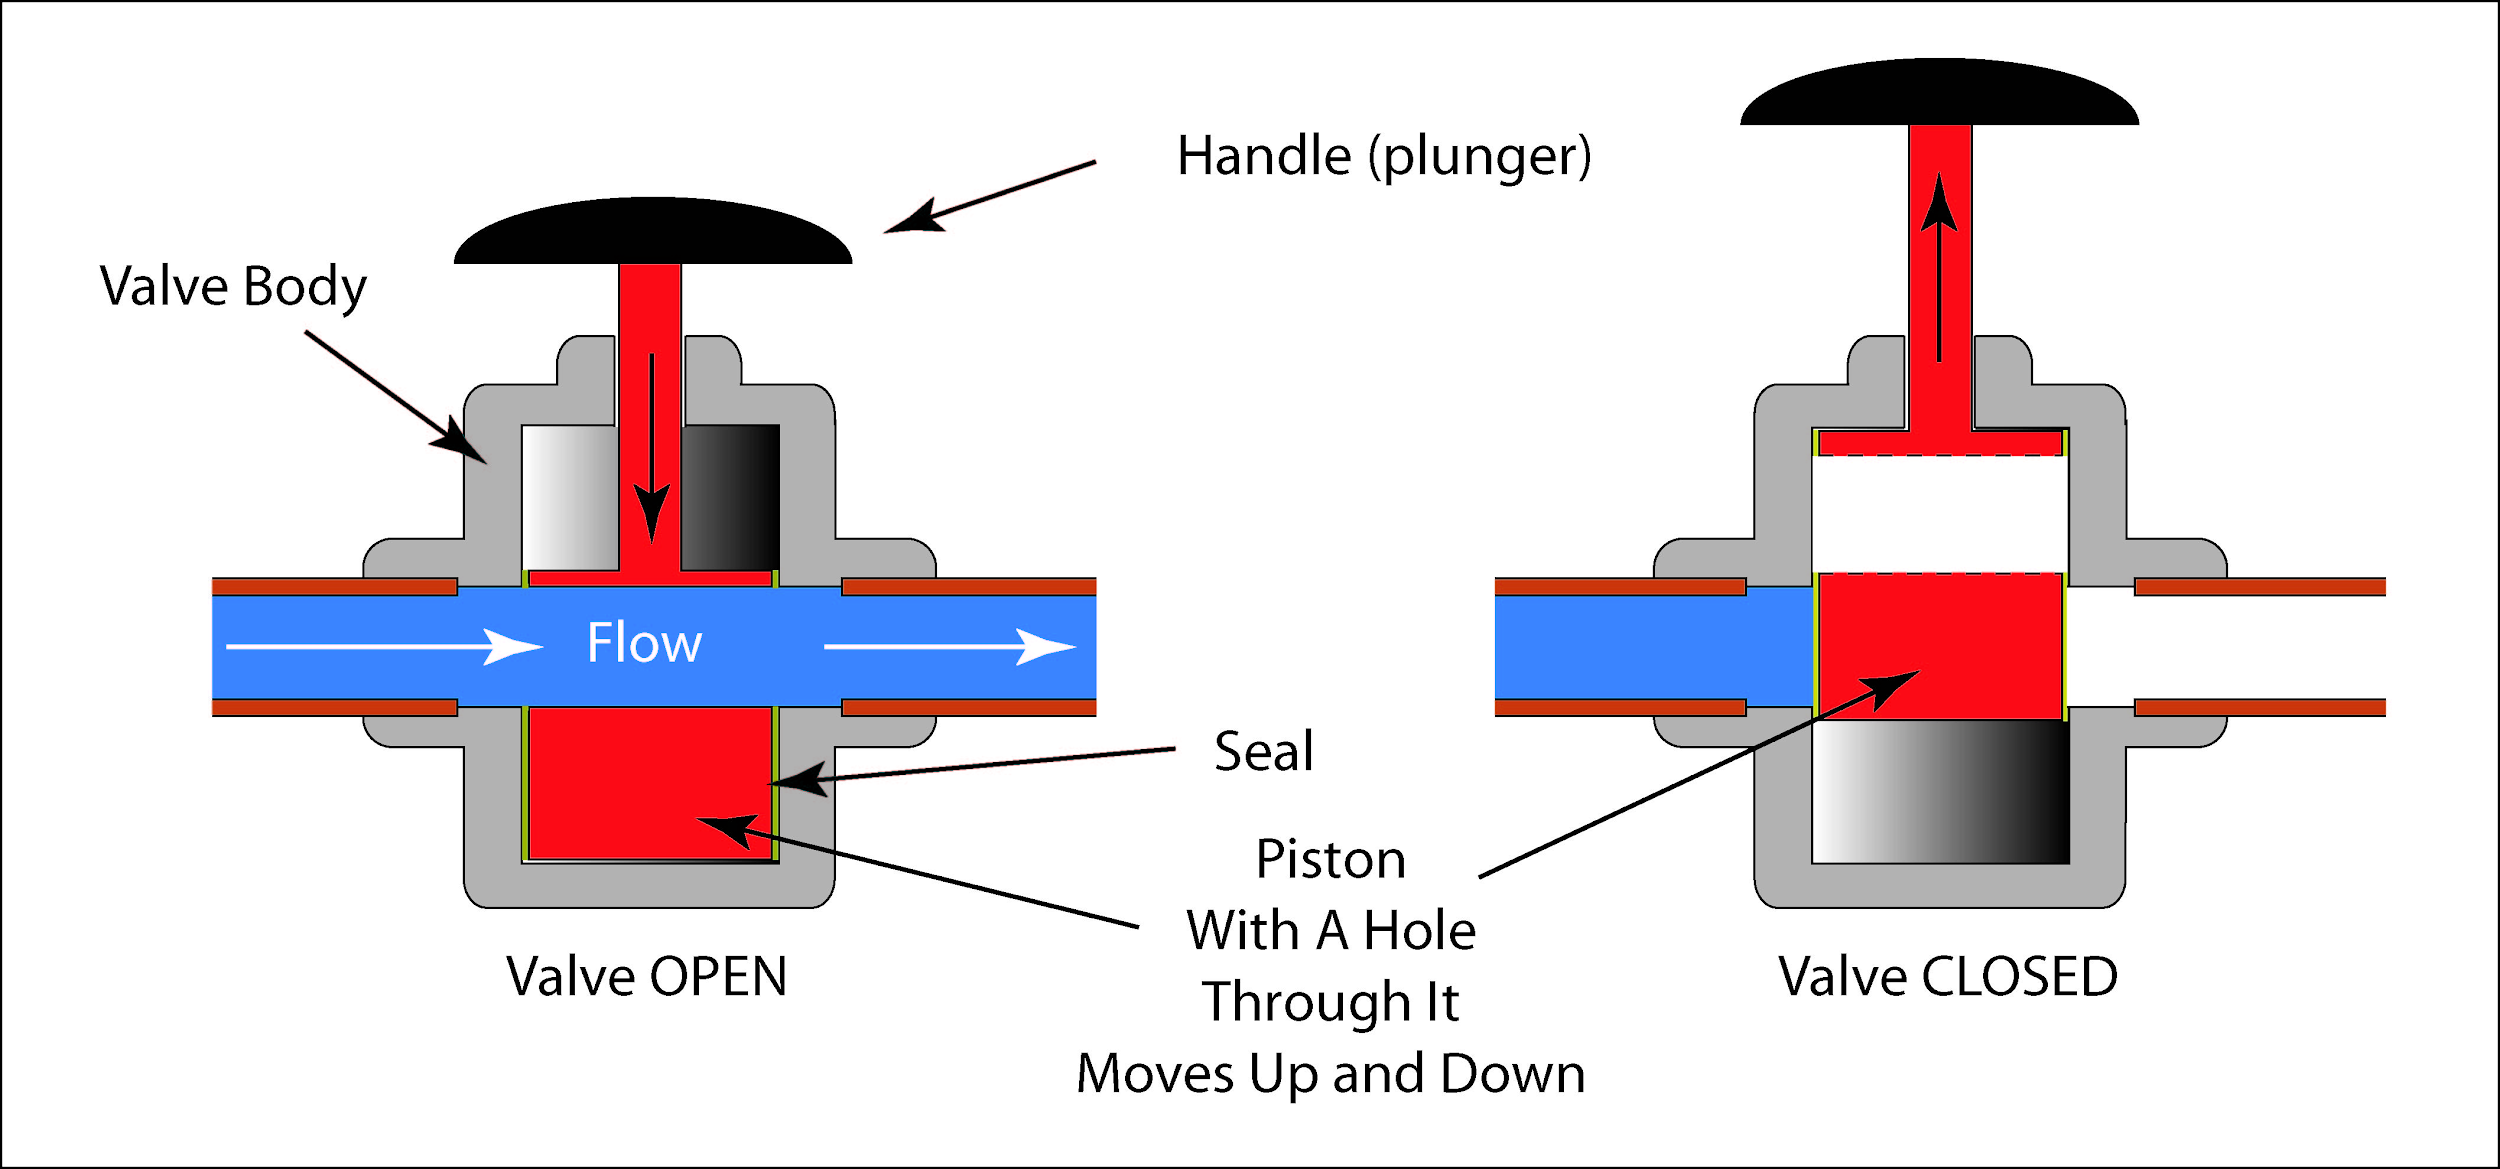 Handle (plunger)
Valve Body
Flow
Seal
Piston
With A Hole
Through It
Moves Up and Down
Valve OPEN
Valve CLOSED